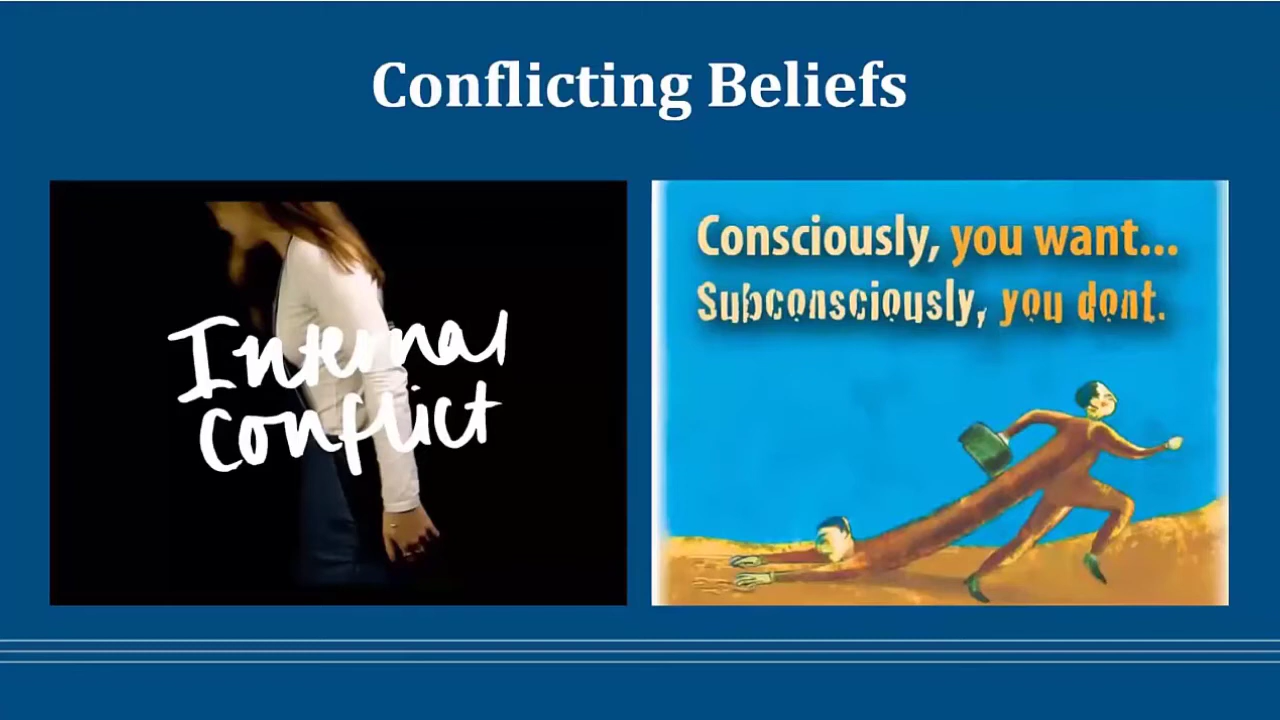 Conflicting Beliefs
Internal
Conflict
Consciously, you want...
Subconsciously, you dont.